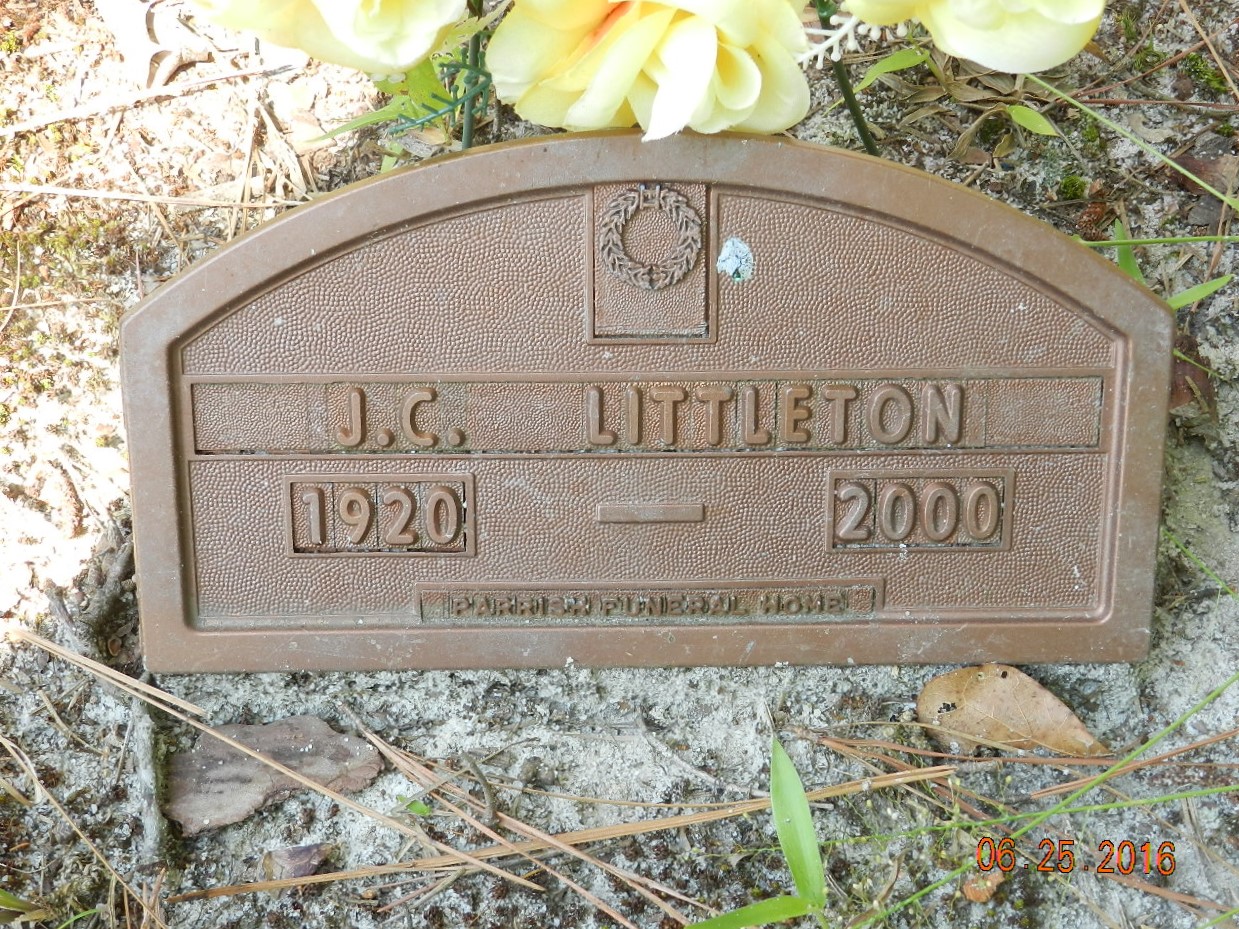 J.C. LITTLETON
1920 — 2000
PARRISH FUNERAL HOME
06.25.2016